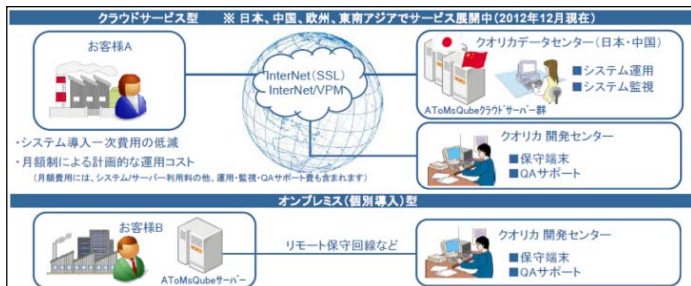 クラウドサービス型 ※ 日本、中国、欧州、東南アジアでサービス展開中(2012年12月現在)
お客様A
InterNet(SSL)
InterNet/VPM
クオリカデータセンター(日本・中国)
■システム運用
■システム監視
AToMsQubeクラウドサーバー群
・システム導入一次費用の低減
・月額制による計画的な運用コスト
(月額費用には、システム/サーバー利用料の他、運用・監視・QAサポート費も含まれます)
クオリカ 開発センター
■保守端末
■QAサポート
オンプレミス(個別導入)型
お客様B
AToMsQubeサーバー
リモート保守回線など
クオリカ 開発センター
■保守端末
■QAサポート